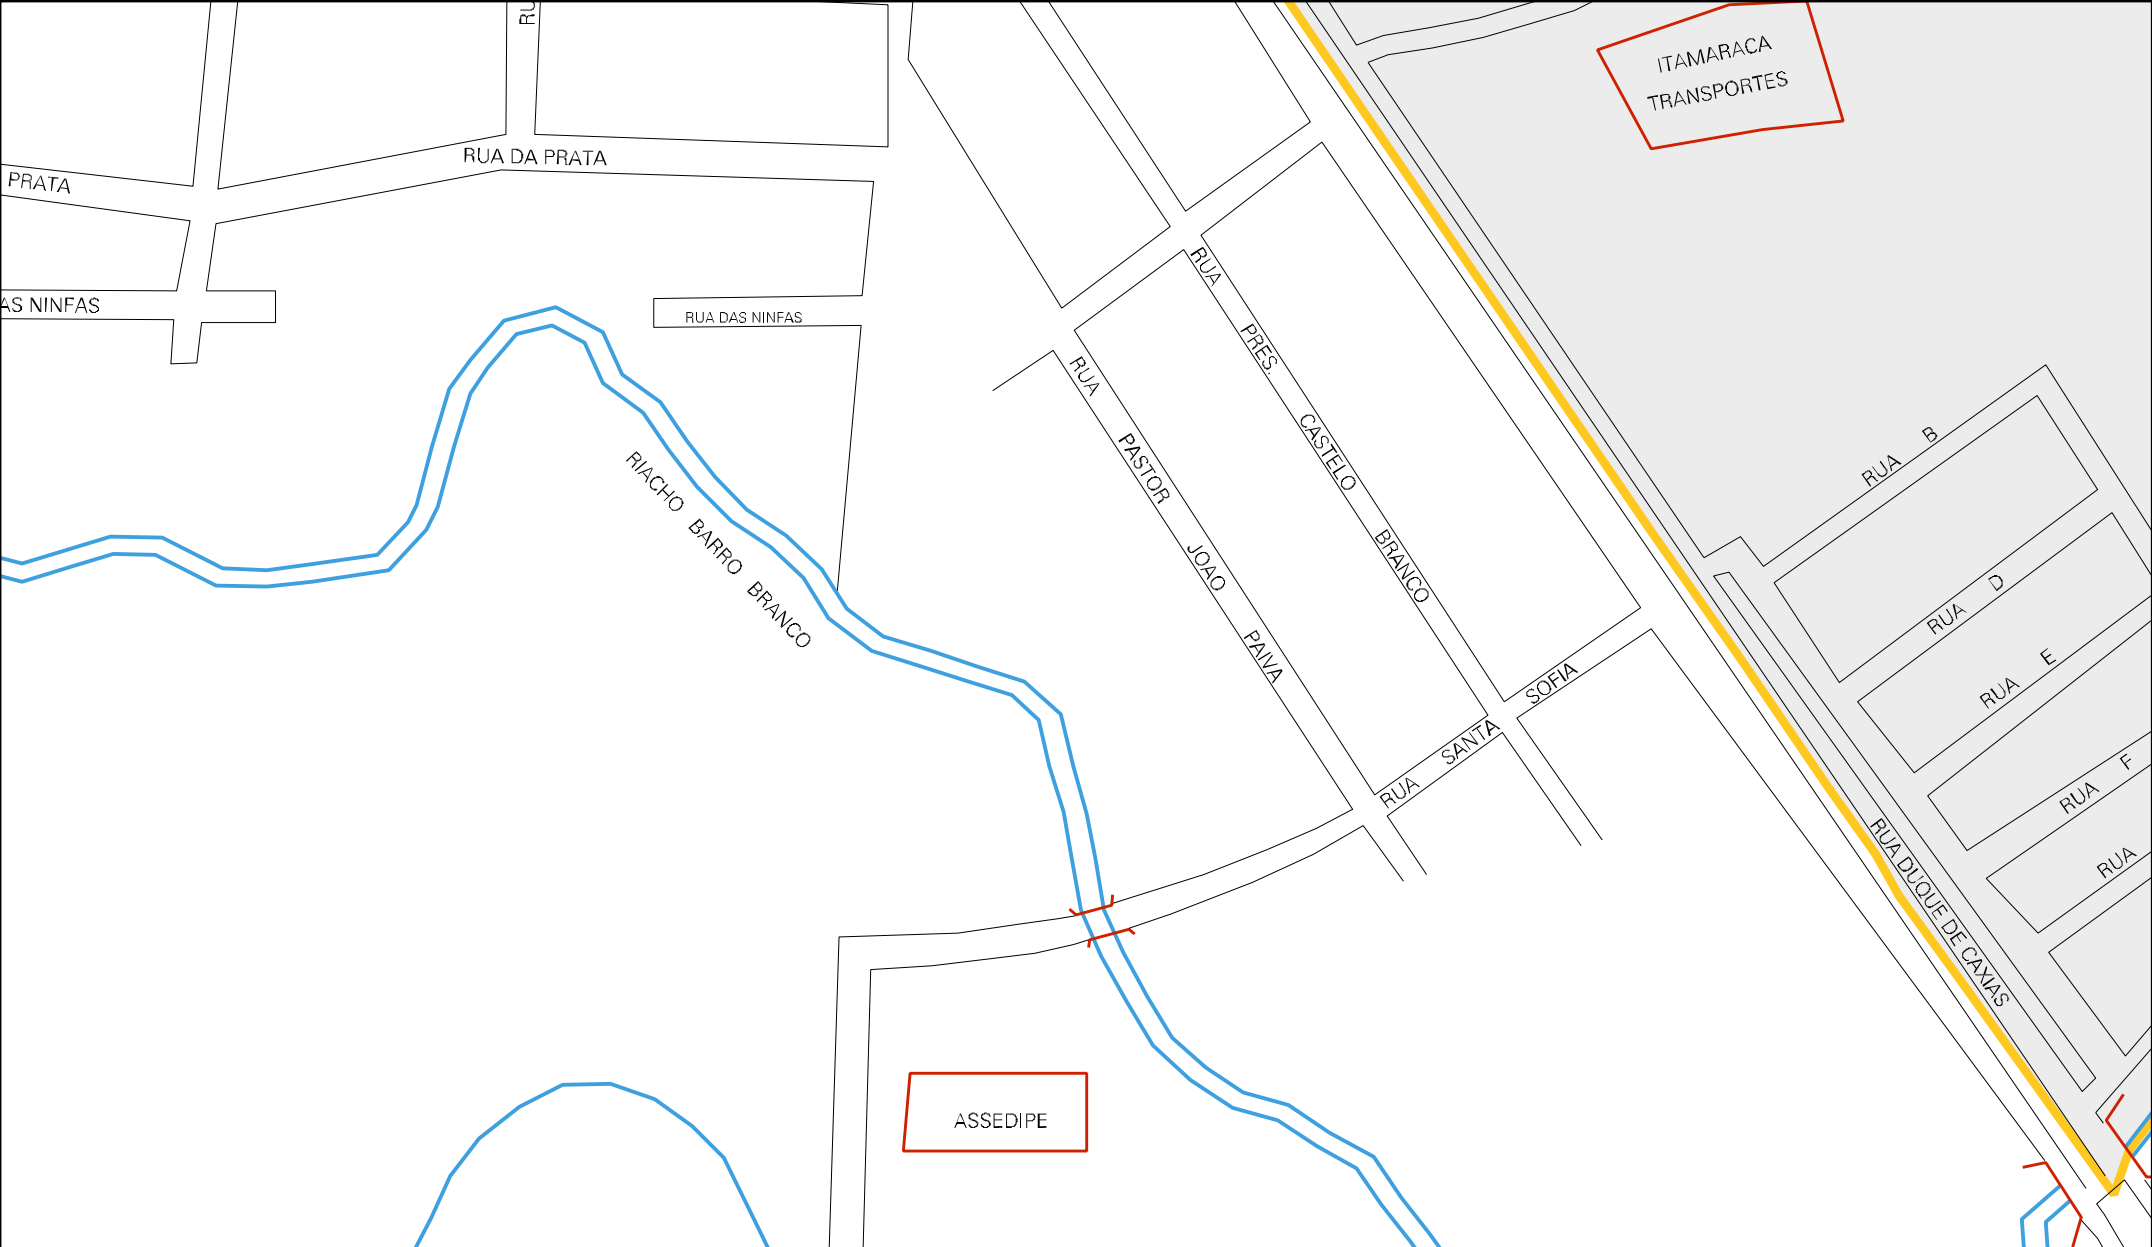 RU
ITAMARACA
TRANSPORTES
RUA DA PRATA
PRATA
AS NINFAS
RUA DAS NINFAS
RUA PRES. CASTELO BRANCO
RUA PASTOR JOAO PAIVA
RIACHO BARRO BRANCO
RUA B
RUA D
RUA E
RUA SANTA SOFIA
RUA F
RUA
RUA DUQUE DE CAXIAS
ASSEDIPE